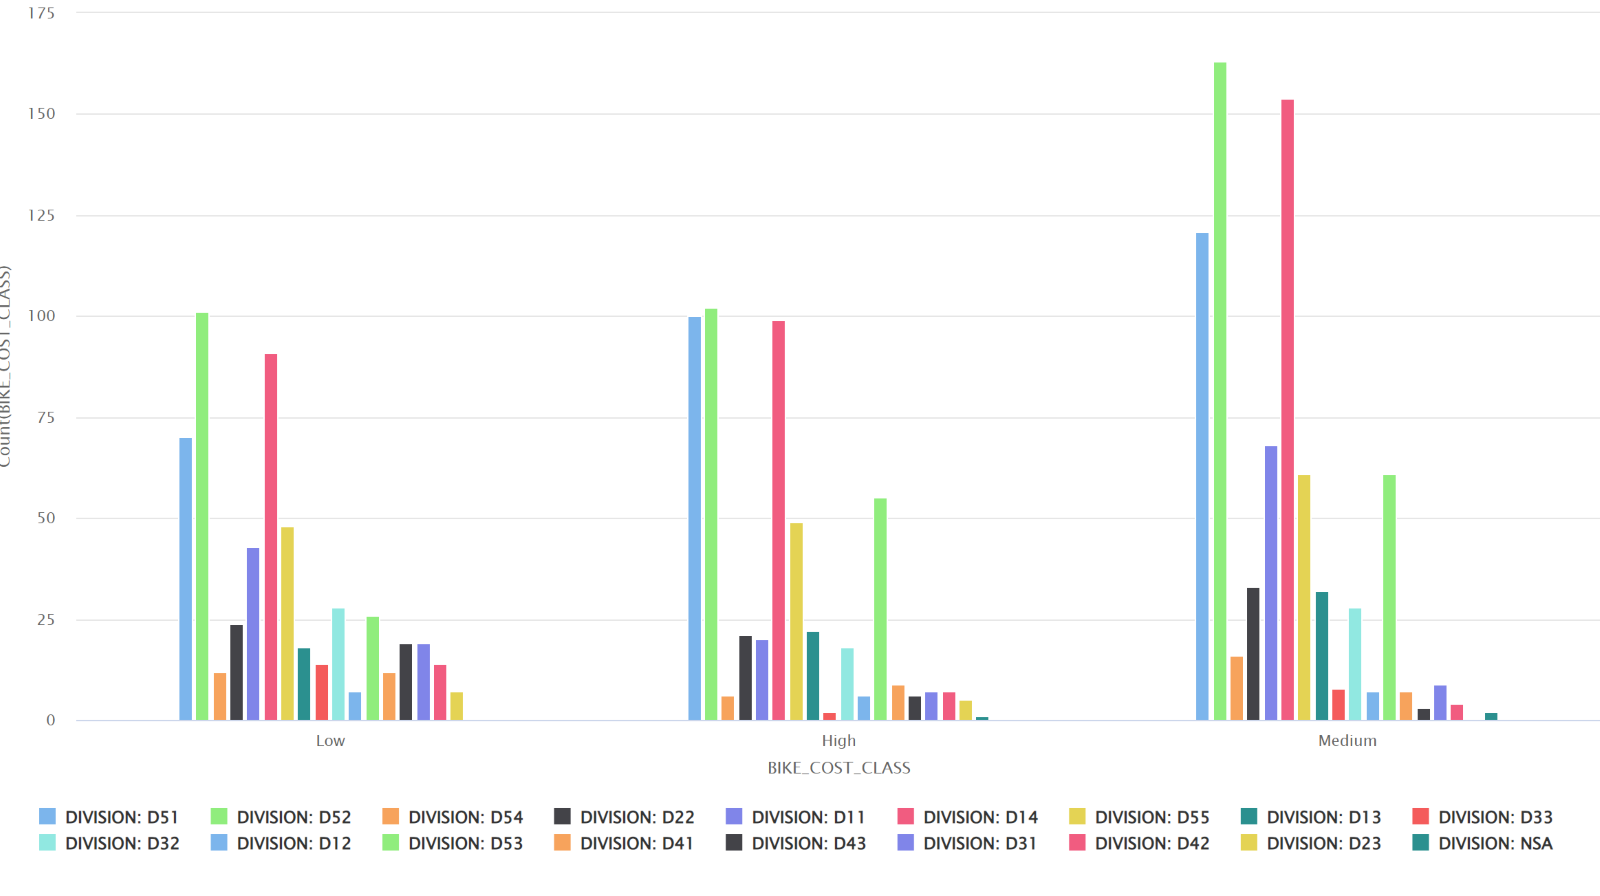 175
150
125
100
75
50
25
0
Count(BIKE_COST_CLASS)
Low High Medium
BIKE_COST_CLASS
DIVISION: D51 DIVISION: D52 DIVISION: D54 DIVISION: D22 DIVISION: D11 DIVISION: D14 DIVISION: D55 DIVISION: D13 DIVISION: D33
DIVISION: D32 DIVISION: D12 DIVISION: D53 DIVISION: D41 DIVISION: D43 DIVISION: D31 DIVISION: D42 DIVISION: D23 DIVISION: NSA